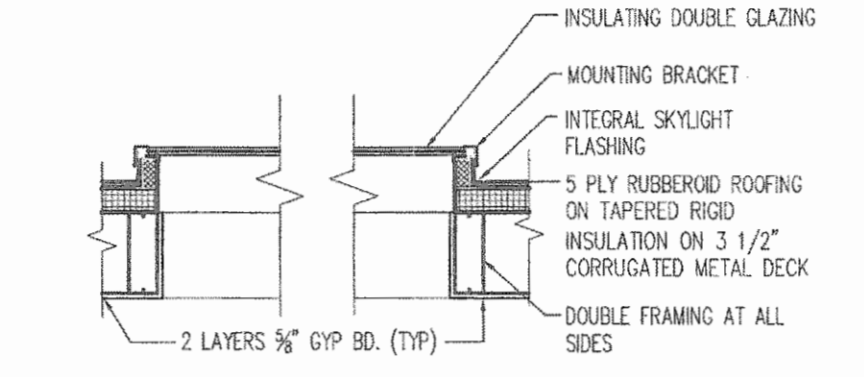 INSULATING DOUBLE GLAZING
MOUNTING BRACKET
INTEGRAL SKYLIGHT
FLASHING
5 PLY RUBBEROID ROOFING
ON TAPERED RIGID
INSULATION ON 3 1/2"
CORRUGATED METAL DECK
DOUBLE FRAMING AT ALL
SIDES
2 LAYERS ⅝" GYP BD. (TYP)